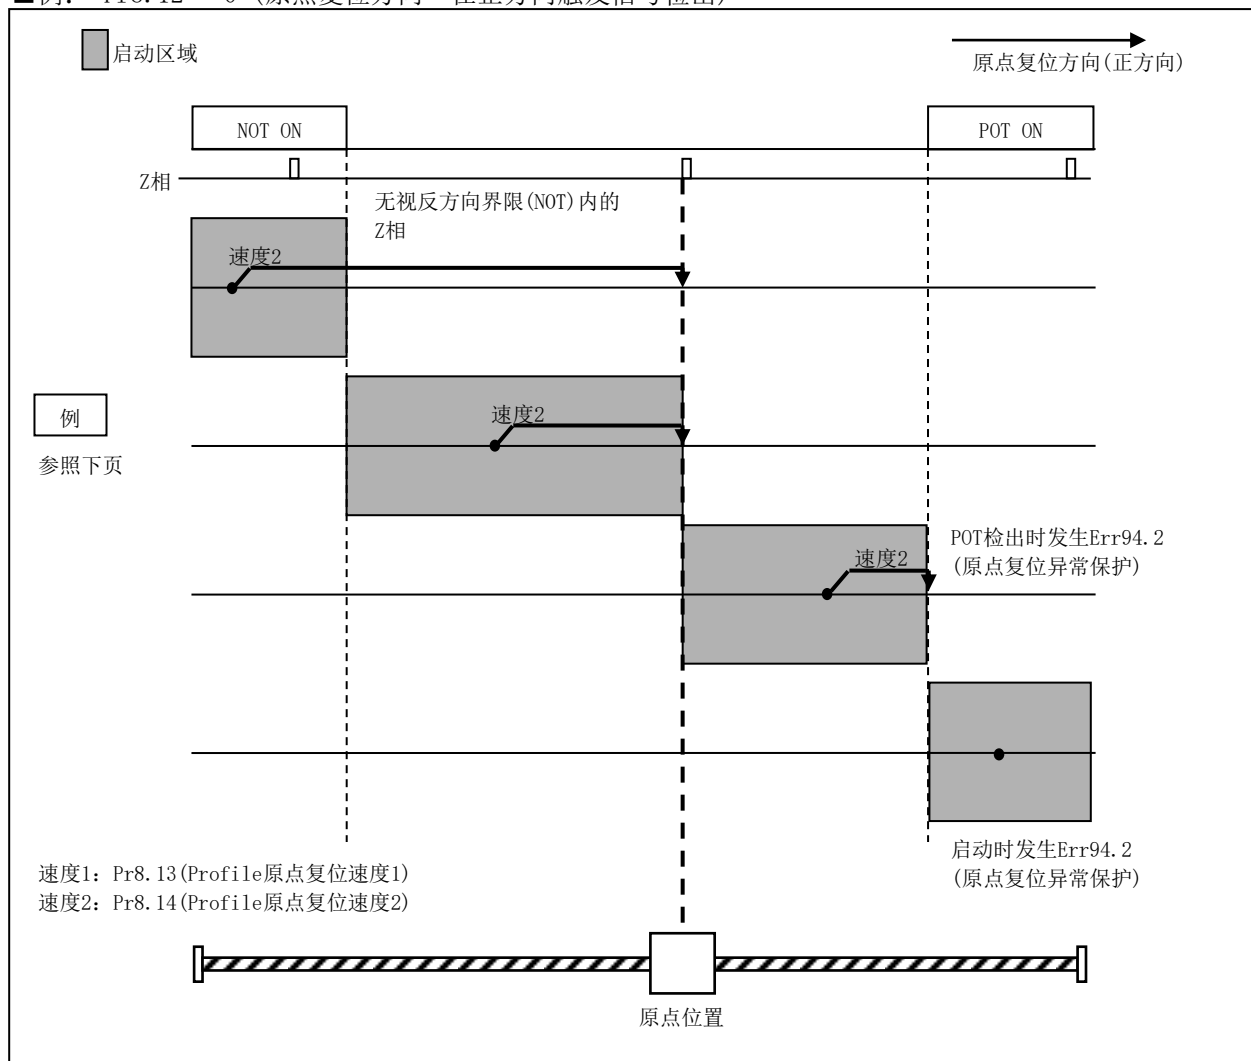 启动区域
原点复位方向(正方向)
NOT ON
POT ON
Z相
无视反方向界限(NOT)内的
Z相
速度2
速度2
例
参照下页
速度2
POT检出时发生Err94.2
(原点复位异常保护)
启动时发生Err94.2
(原点复位异常保护)
速度1: Pr8.13(Profile原点复位速度1)
速度2: Pr8.14(Profile原点复位速度2)
原点位置